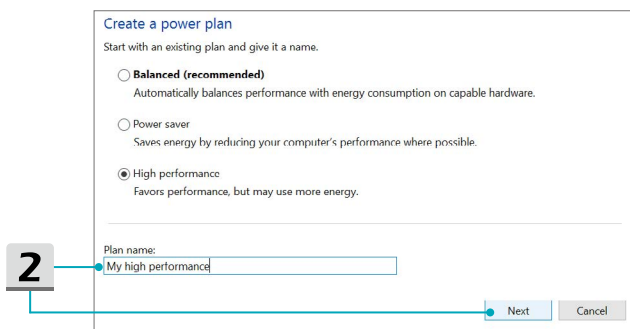 Create a power plan
Start with an existing plan and give it a name.
Balanced (recommended)
Automatically balances performance with energy consumption on capable hardware.
Power saver
Saves energy by reducing your computer's performance where possible.
High performance
Favors performance, but may use more energy.
Plan name:
2
My high performance
Next Cancel